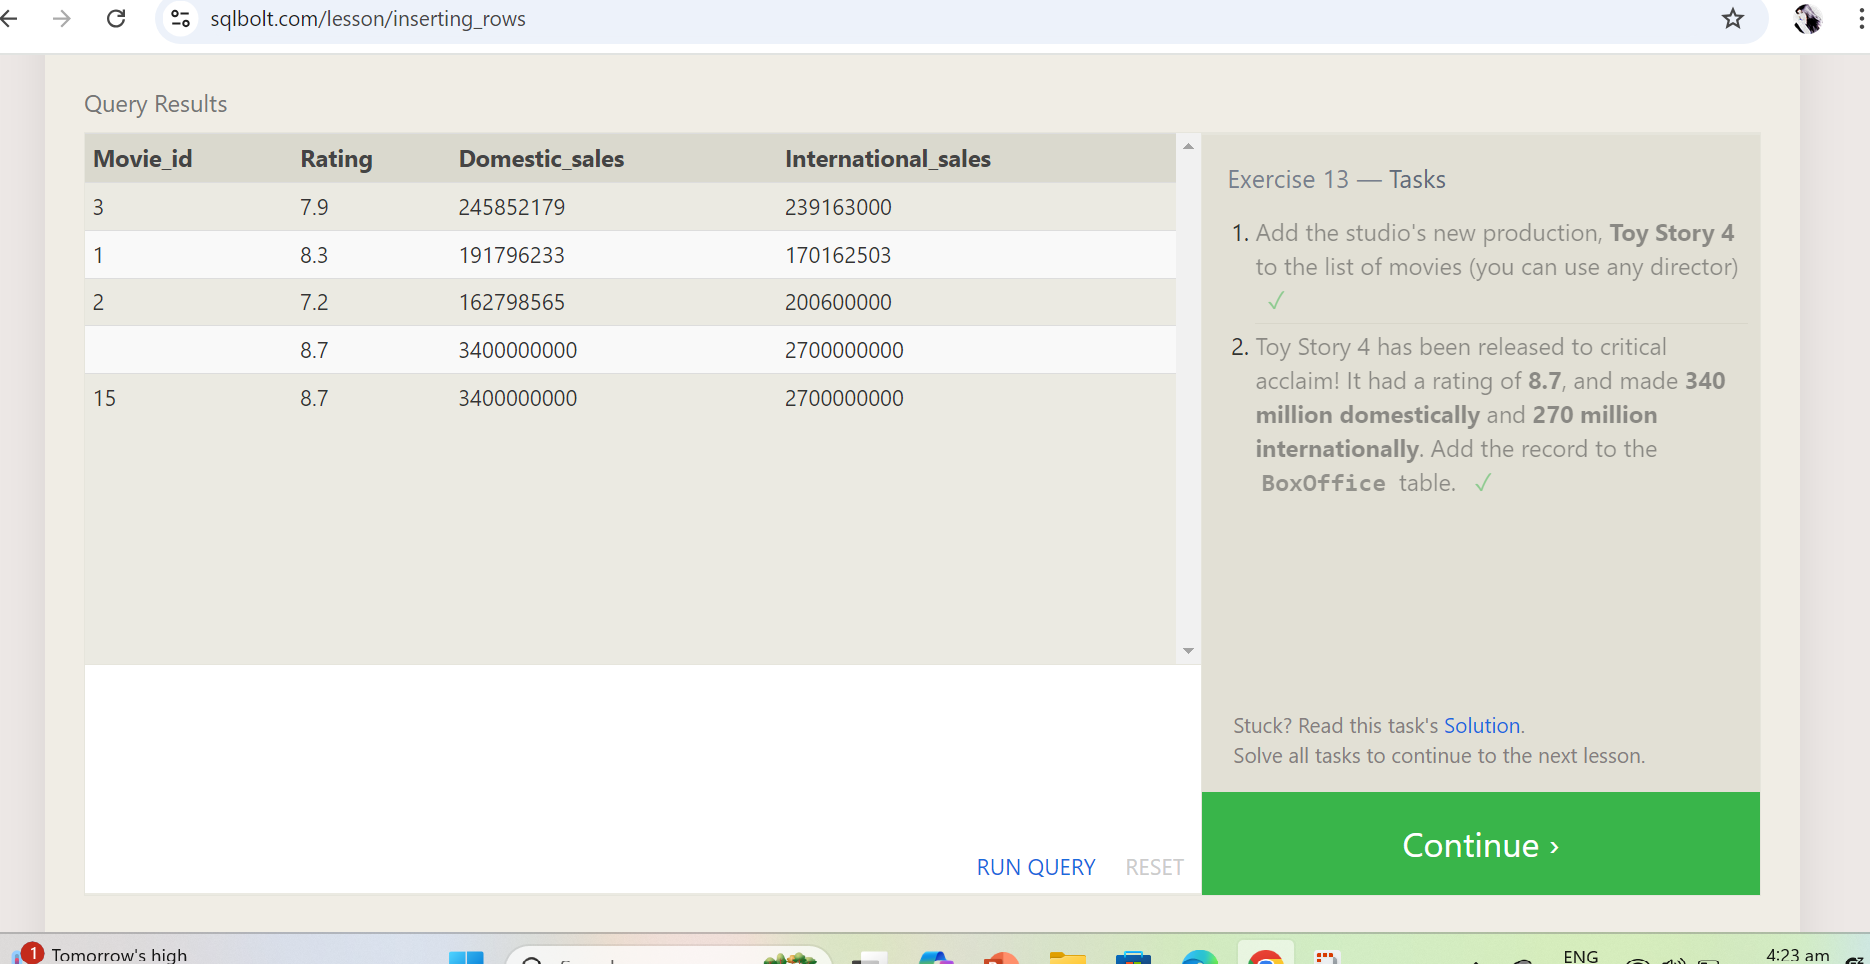 sqlbolt.com/lesson/inserting_rows
Query Results
Movie_id Rating Domestic_sales International_sales
3 7.9 245852179 239163000
1 8.3 191796233 170162503
2 7.2 162798565 200600000
8.7 3400000000 2700000000
15 8.7 3400000000 2700000000
RUN QUERY RESET
Exercise 13 — Tasks
1. Add the studio's new production, Toy Story 4
to the list of movies (you can use any director)
✓
2. Toy Story 4 has been released to critical
acclaim! It had a rating of 8.7, and made 340
million domestically and 270 million
internationally. Add the record to the
BoxOffice table. ✓
Stuck? Read this task's Solution.
Solve all tasks to continue to the next lesson.
Continue ›
1 Tomorrow's high
ENG
4:23 am